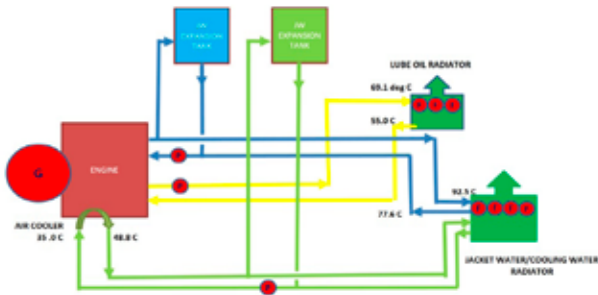 JW
EXPANSION
TANK
AW
EXPANSION
TANK
LUBE OIL RADIATOR
69.1 deg C
55.0 C
ENGINE
G
P
P
92.5 C
77.6 C
AIR COOLER
35 .0 C
48.8 C
P
JACKET WATER/COOLING WATER
RADIATOR